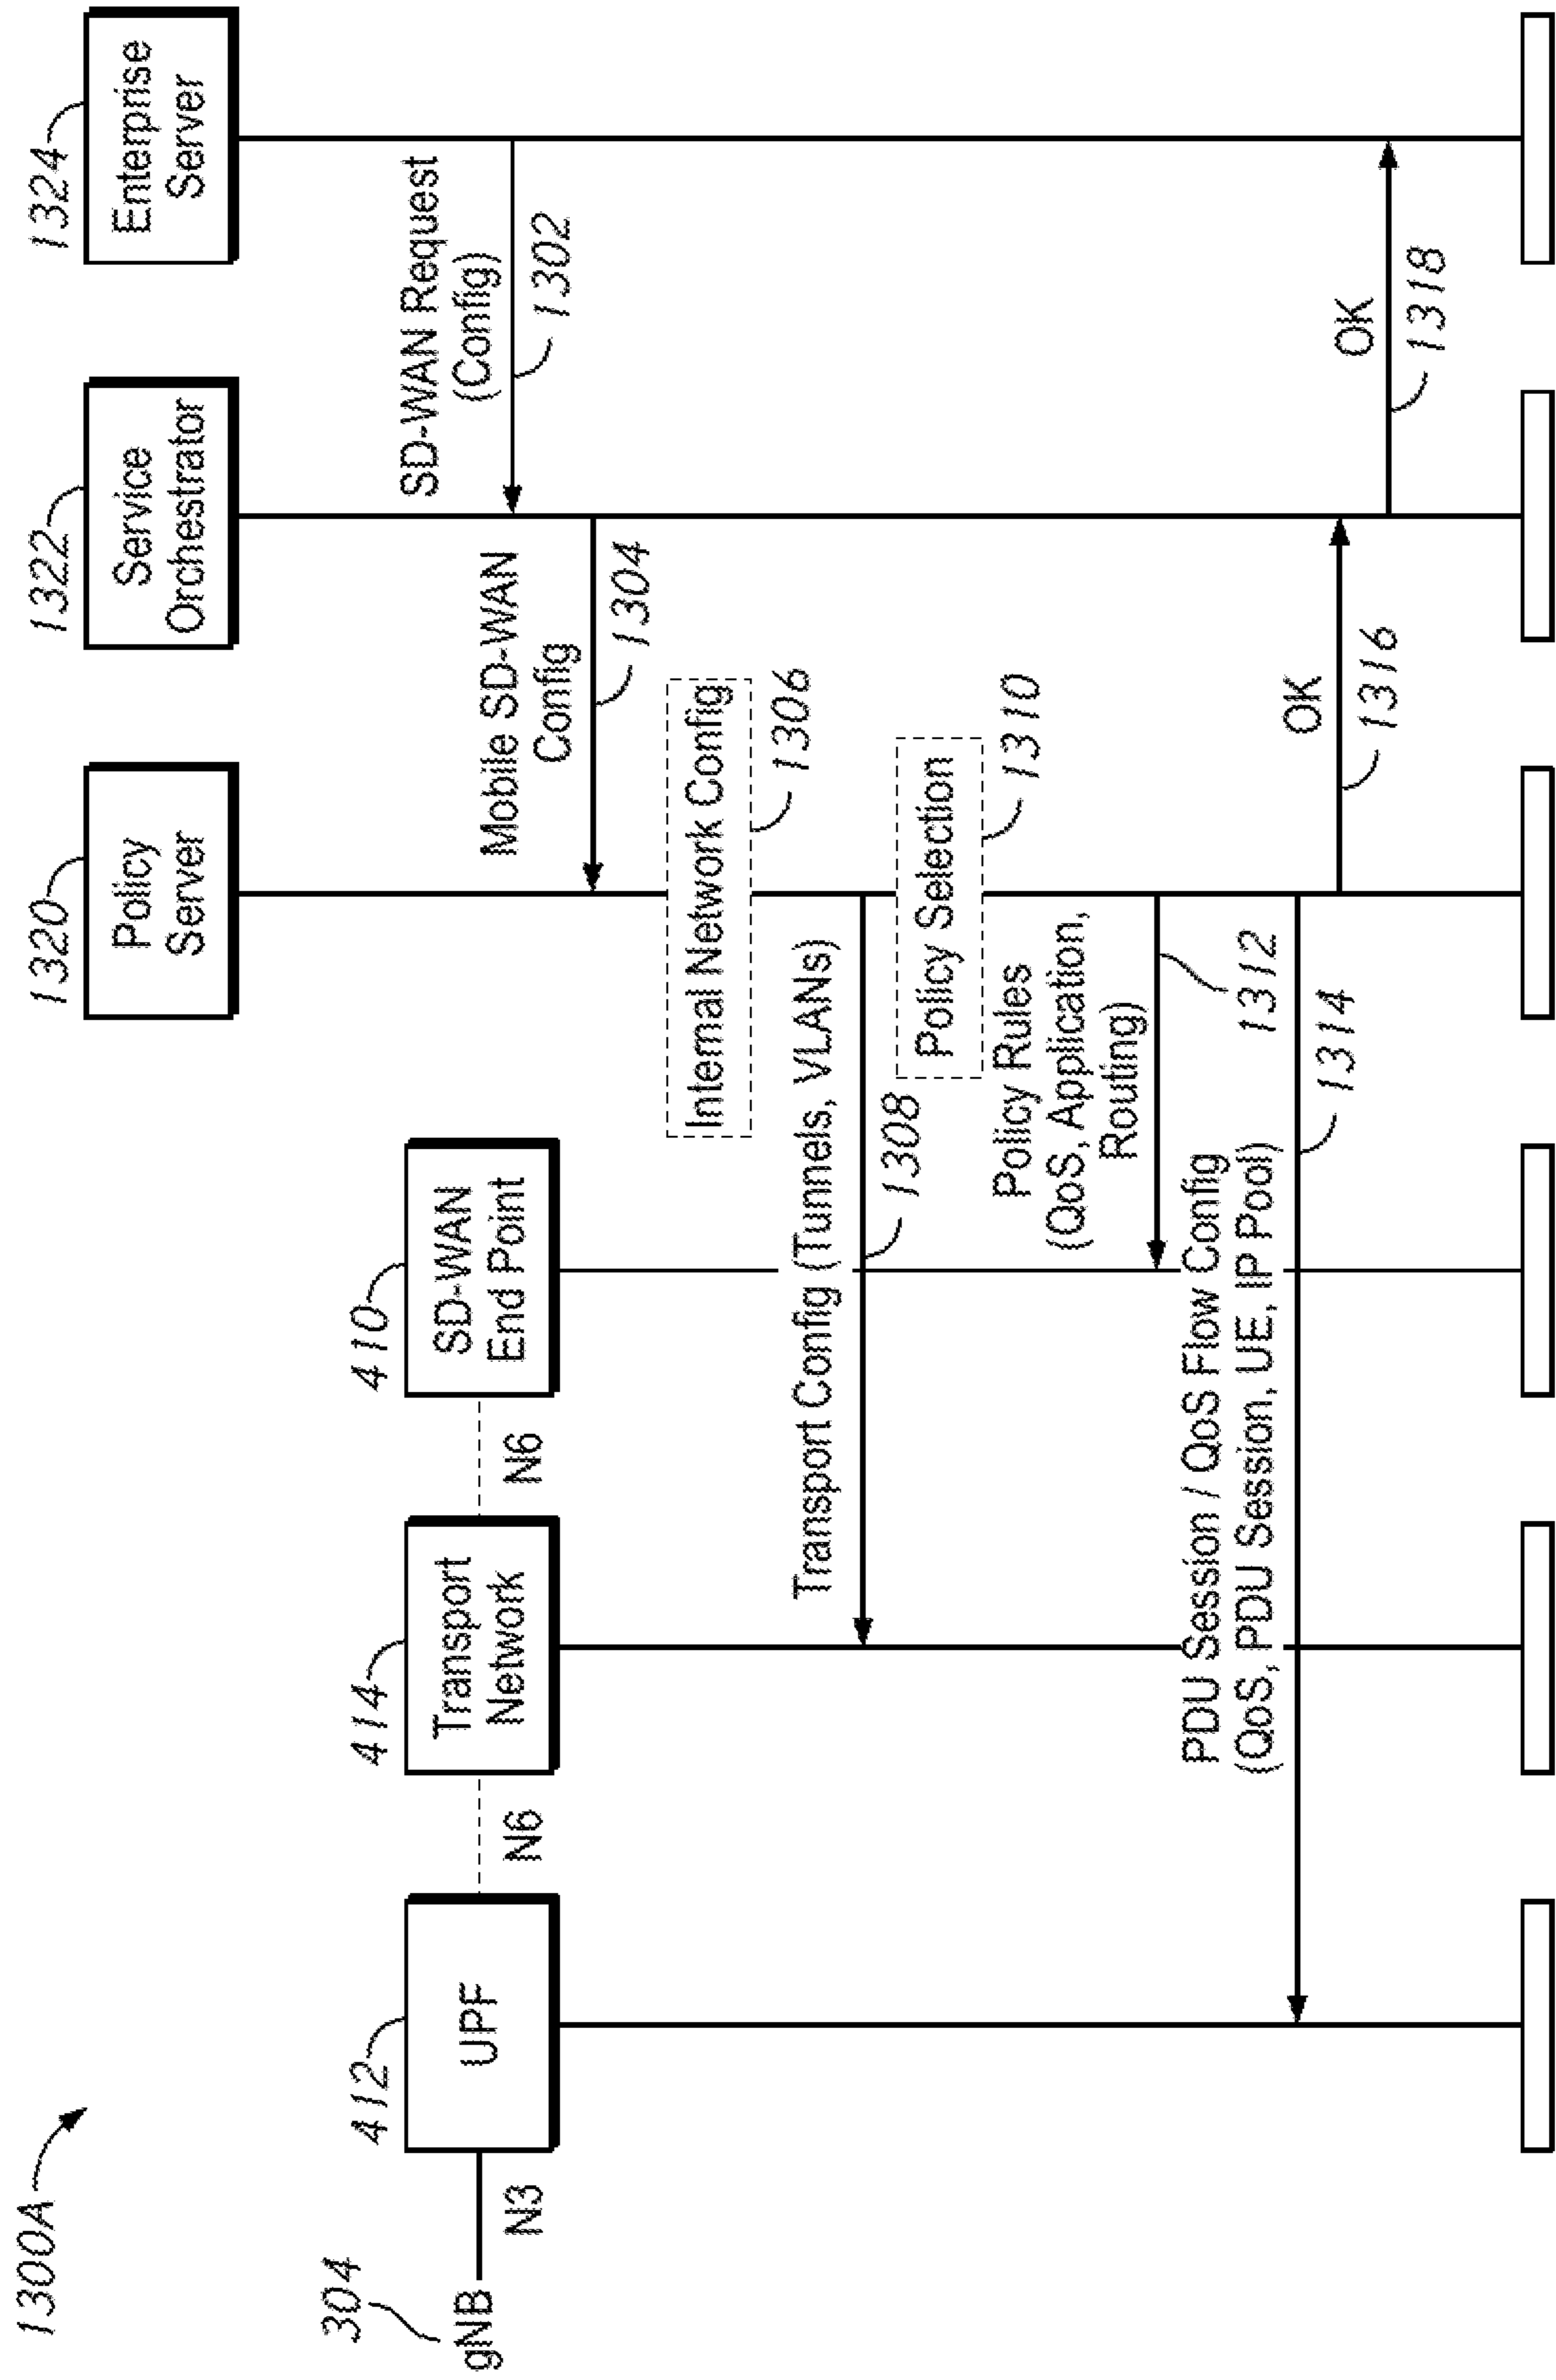 1300A
304
gNB
N3
412
UPF
N6
414
Transport
Network
N6
410
SD-WAN
End Point
1320
Policy
Server
1322
Service
Orchestrator
1324
Enterprise
Server
SD-WAN Request
(Config)
1302
Mobile SD-WAN
Config
1304
Internal Network Config
1306
Transport Config (Tunnels, VLANs)
1308
Policy Selection
1310
Policy Rules
(QoS, Application,
Routing)
1312
PDU Session / QoS Flow Config
(QoS, PDU Session, UE, IP Pool)
1314
OK
1316
OK
1318